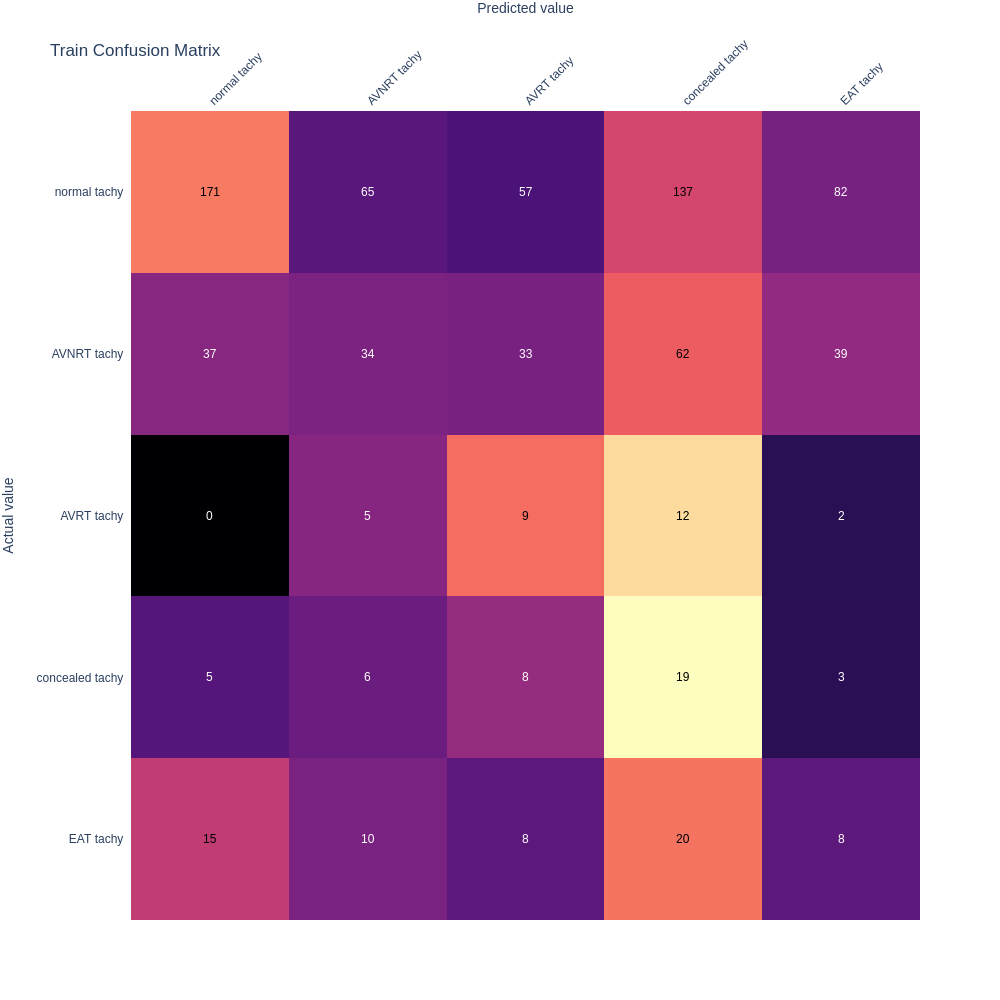 Predicted value
Train Confusion Matrix
normal tachy
AVNRT tachy
AVRT tachy
concealed tachy
EAT tachy
Actual value
normal tachy 171 65 57 137 82
AVNRT tachy 37 34 33 62 39
AVRT tachy 0 5 9 12 2
concealed tachy 5 6 8 19 3
EAT tachy 15 10 8 20 8